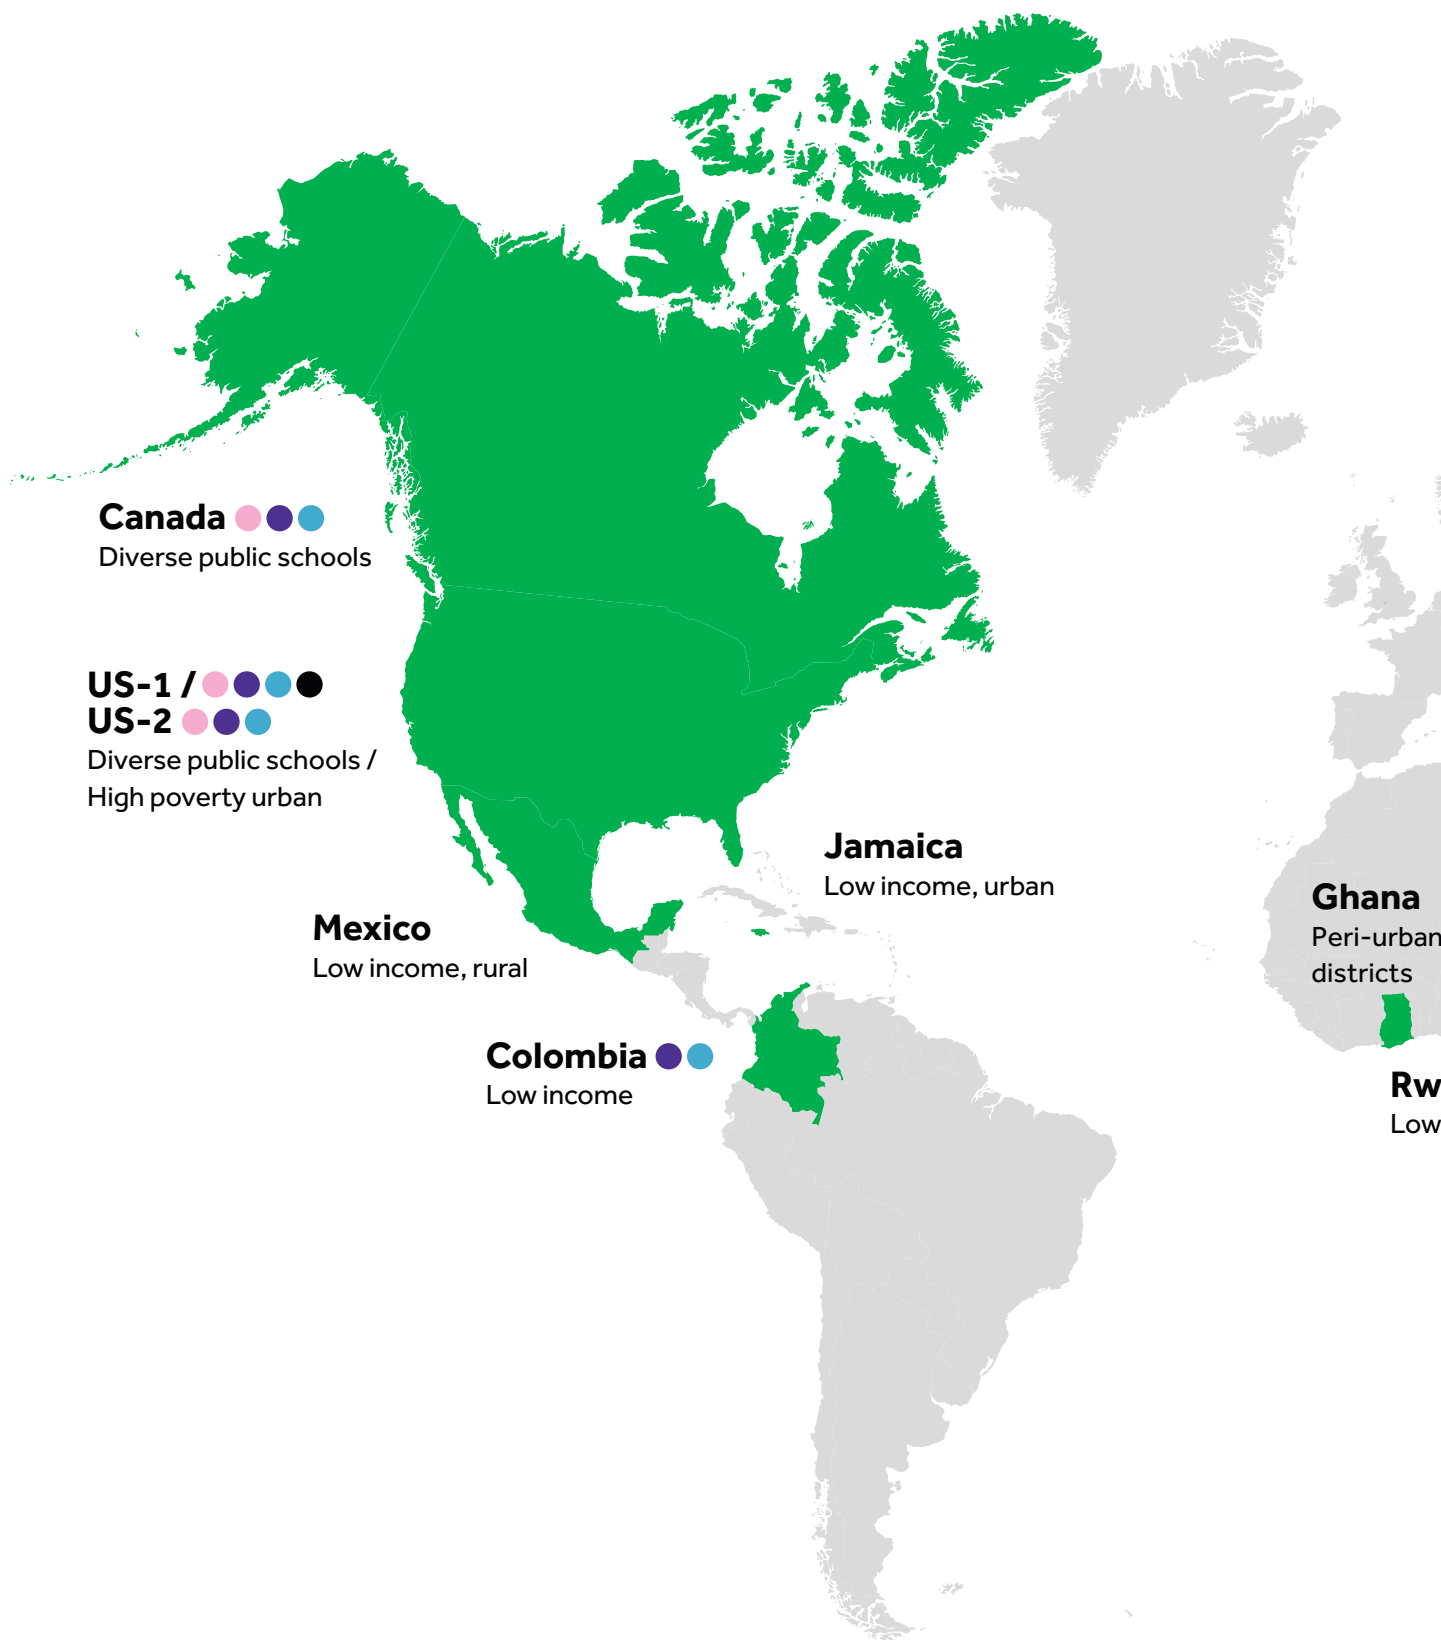 Canada
Diverse public schools
US-1 /
US-2
Diverse public schools /
High poverty urban
Jamaica
Low income, urban
Ghana
Peri-urban
districts
Mexico
Low income, rural
Colombia
Low income
Rw
Low